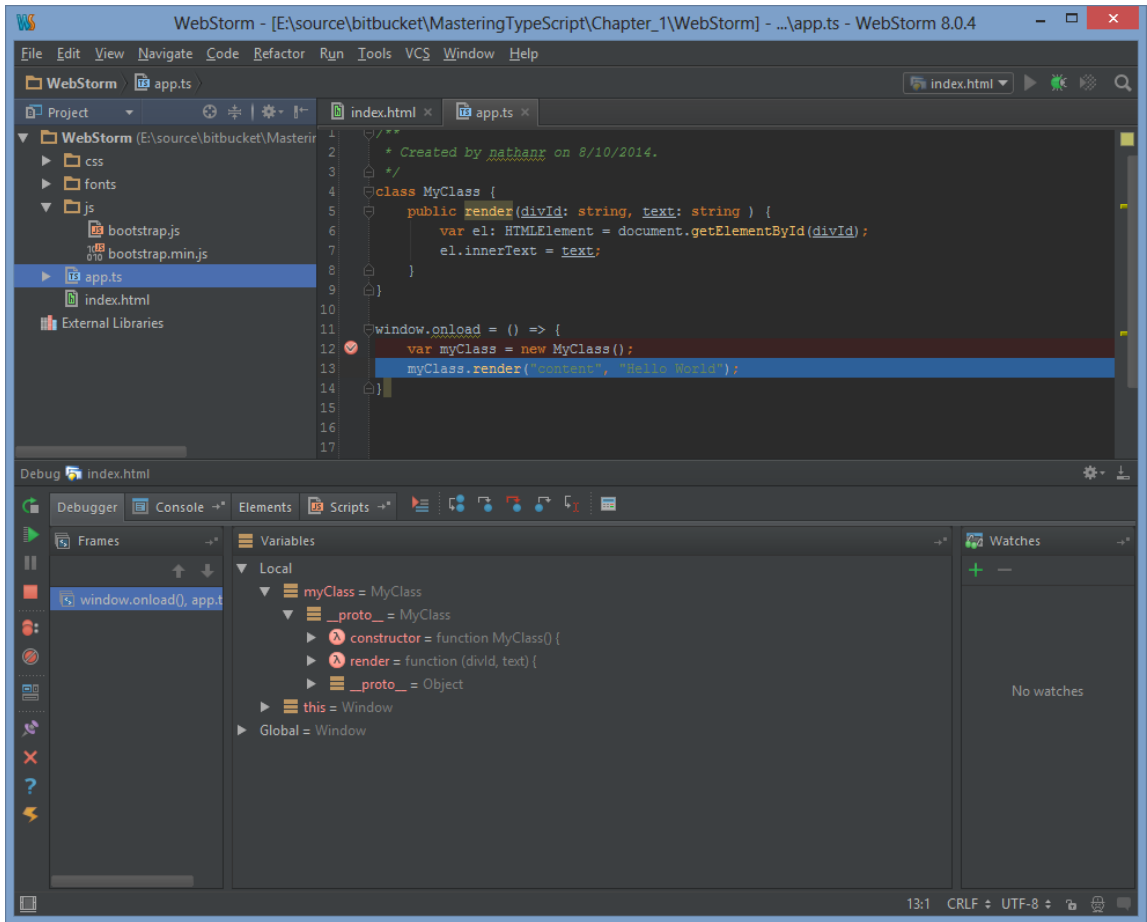 WebStorm - [E:\source\bitbucket\MasteringTypeScript\Chapter_1\WebStorm] - ...\app.ts - WebStorm 8.0.4
File Edit View Navigate Code Refactor Run Tools VCS Window Help
WebStorm app.ts
index.html
Project
index.html
app.ts
WebStorm (E:\source\bitbucket\Masterin
css
fonts
js
bootstrap.js
bootstrap.min.js
app.ts
index.html
External Libraries
1 /**
2 * Created by nathanr on 8/10/2014.
3 */
4 class MyClass {
5 public render(divId: string, text: string ) {
6 var el: HTMLElement = document.getElementById(divId);
7 el.innerText = text;
8 }
9 }
10
11 window.onload = () => {
12 var myClass = new MyClass();
13 myClass.render("content", "Hello World");
14 }
15
16
17
Debug index.html
Debugger Console Elements Scripts
Frames
window.onload(), app.t
Variables
Local
myClass = MyClass
__proto__ = MyClass
constructor = function MyClass() {
render = function (divId, text) {
__proto__ = Object
this = Window
Global = Window
Watches
No watches
13:1 CRLF UTF-8